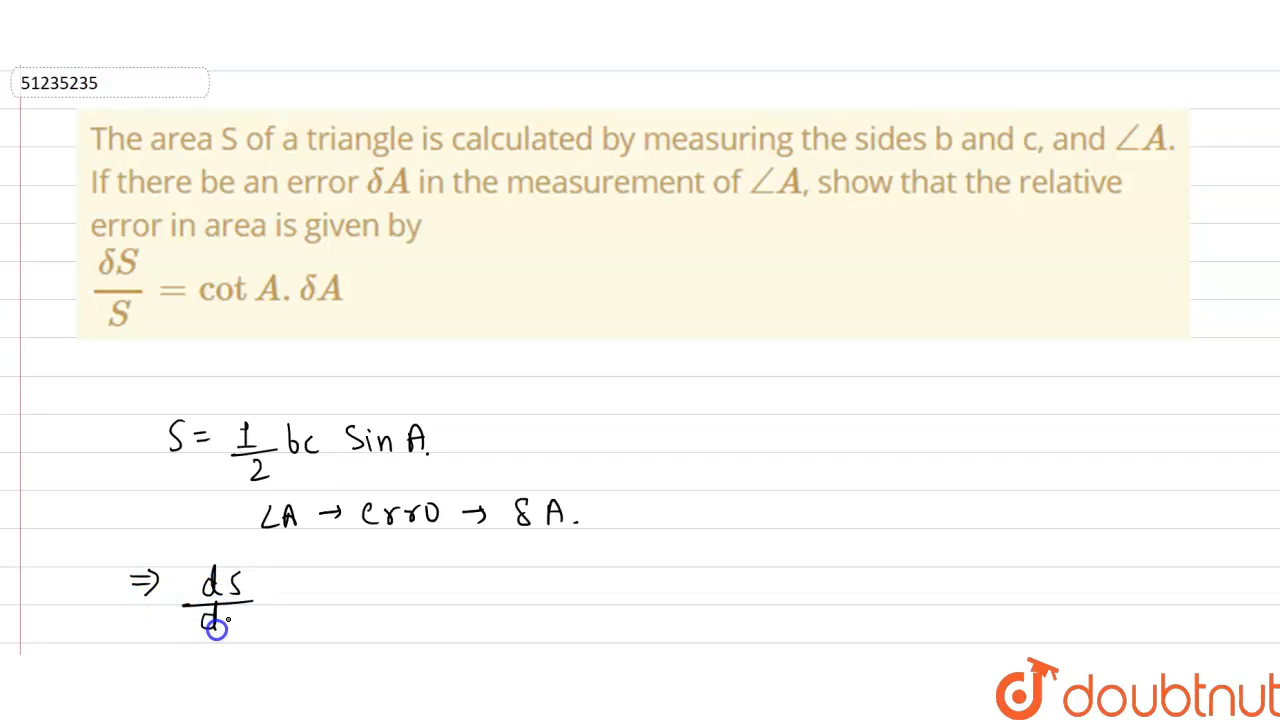 51235235
The area S of a triangle is calculated by measuring the sides b and c, and ∠A.
If there be an error δA in the measurement of ∠A, show that the relative
error in area is given by
δS/S = cot A. δA
S = 1/2 bc Sin A.
∠A → erro → δ A.
⇒ ds/d
doubtnut